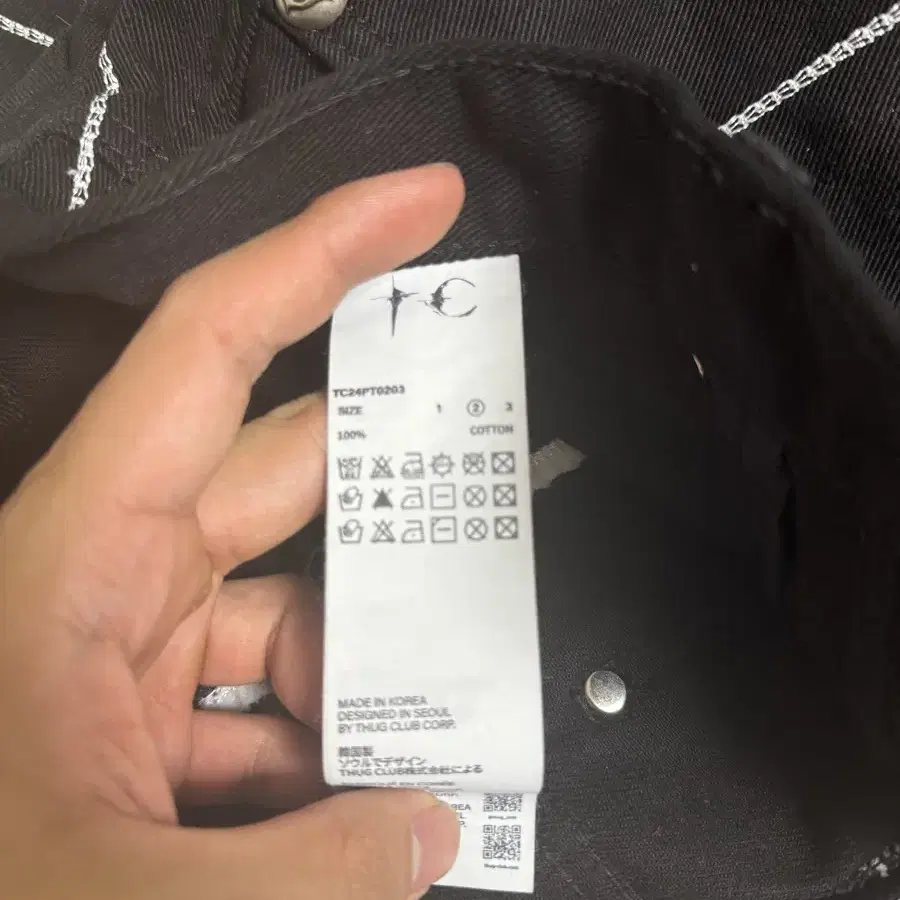 TC
TC24PT0203
SIZE 1 2 3
100% COTTON
MADE IN KOREA
DESIGNED IN SEOUL
BY THUG CLUB CORP.
韓国製
ソウルでデザイン
THUG CLUB株式会社による